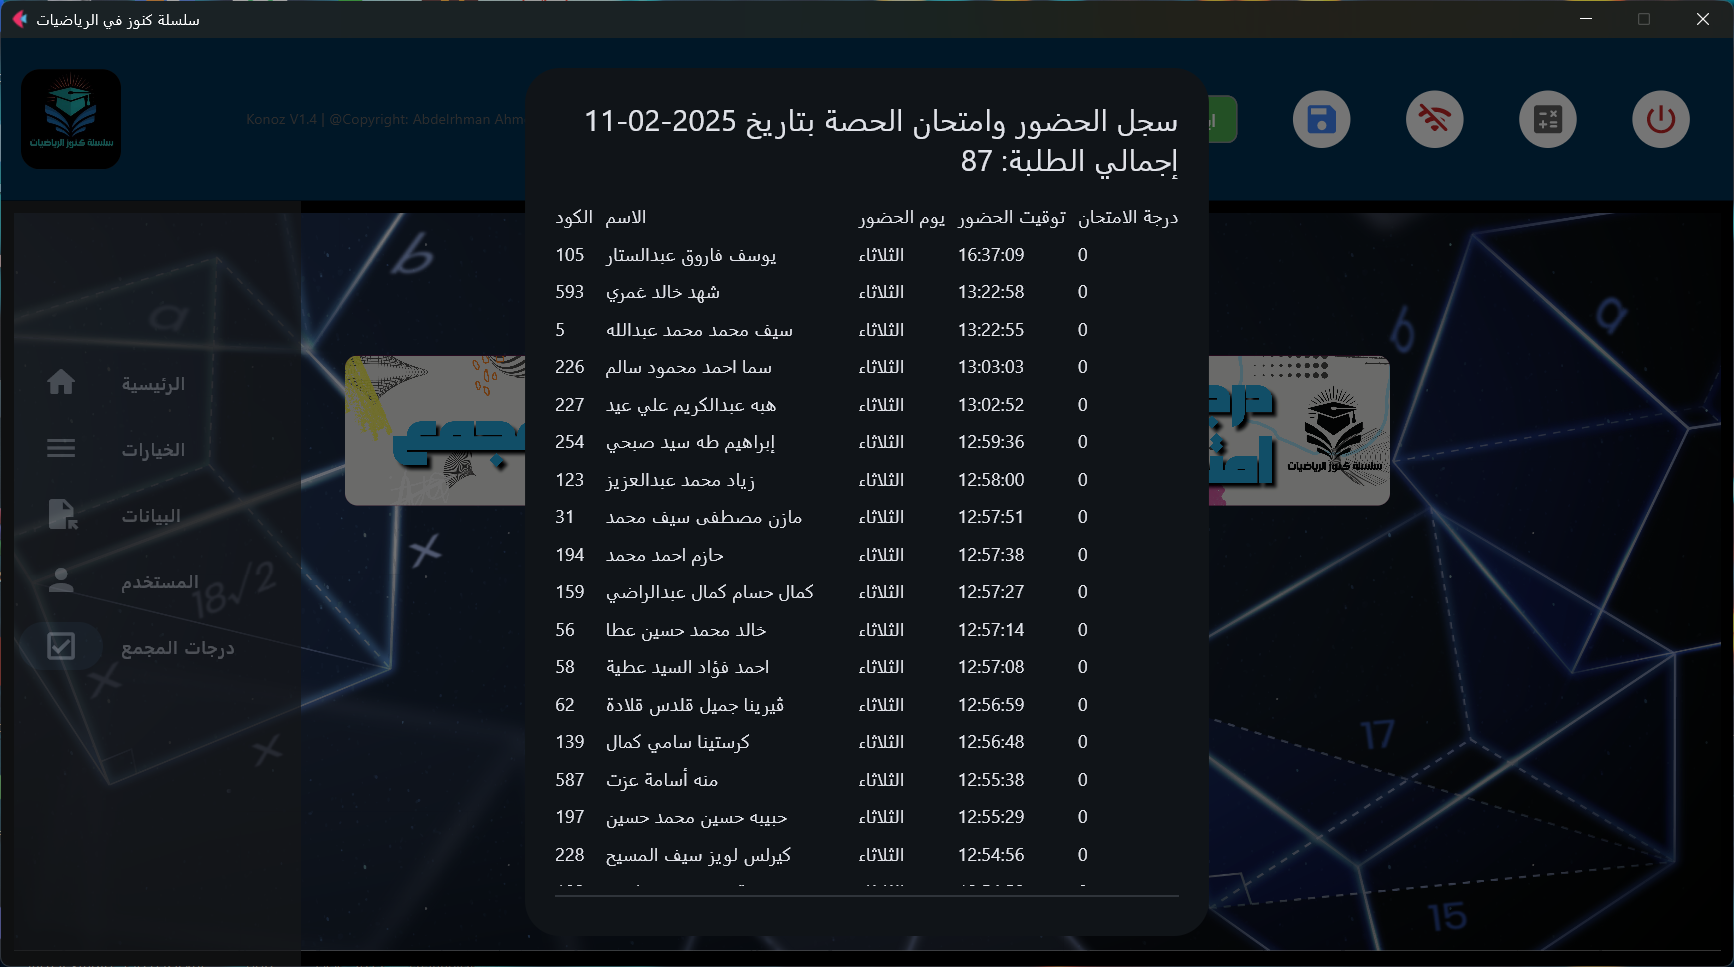 سلسلة كنوز في الرياضيات
سلسلة كنوز الرياضيات
Konoz V1.4 | @Copyright: Abdelrhman Ahm
سجل الحضور وامتحان الحصة بتاريخ 2025-02-11
إجمالي الطلبة: 87
الكود الاسم يوم الحضور توقيت الحضور درجة الامتحان
105 يوسف فاروق عبدالستار الثلاثاء 16:37:09 0
593 شهد خالد غمري الثلاثاء 13:22:58 0
5 سيف محمد محمد عبدالله الثلاثاء 13:22:55 0
226 سما احمد محمود سالم الثلاثاء 13:03:03 0
227 هبه عبدالكريم علي عيد الثلاثاء 13:02:52 0
254 إبراهيم طه سيد صبحي الثلاثاء 12:59:36 0
123 زياد محمد عبدالعزيز الثلاثاء 12:58:00 0
31 مازن مصطفى سيف محمد الثلاثاء 12:57:51 0
194 حازم احمد محمد الثلاثاء 12:57:38 0
159 كمال حسام كمال عبدالراضي الثلاثاء 12:57:27 0
56 خالد محمد حسين عطا الثلاثاء 12:57:14 0
58 احمد فؤاد السيد عطية الثلاثاء 12:57:08 0
62 ڤيرينا جميل قلدس قلادة الثلاثاء 12:56:59 0
139 كرستينا سامي كمال الثلاثاء 12:56:48 0
587 منه أسامة عزت الثلاثاء 12:55:38 0
197 حبيبه حسين محمد حسين الثلاثاء 12:55:29 0
228 كيرلس لويز سيف المسيح الثلاثاء 12:54:56 0
الرئيسية
الخيارات
البيانات
المستخدم
درجات المجمع
سلسلة كنوز الرياضيات
a
b
b
a
x
x
x
18√2
17
15